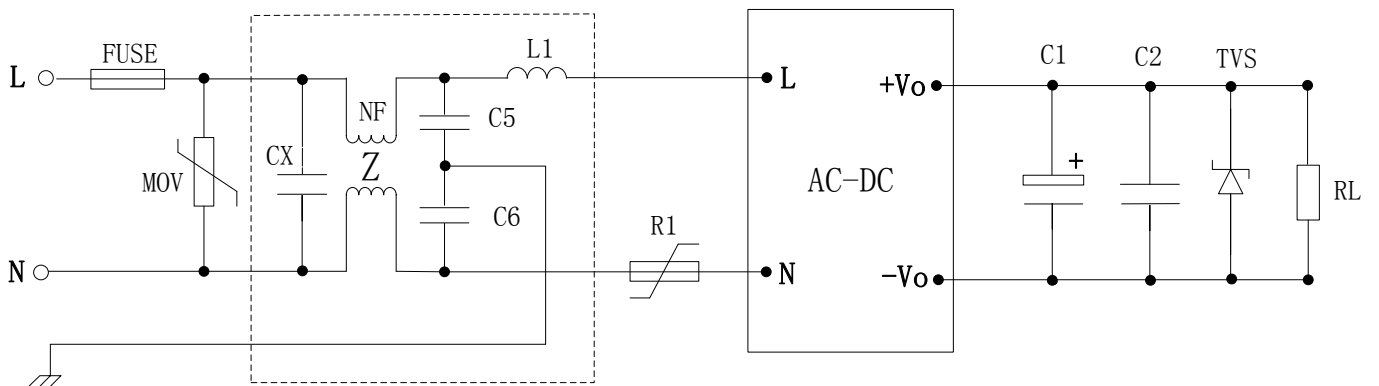 FUSE
L
MOV
N
CX
NF
Z
L1
C5
C6
R1
L
N
AC-DC
+Vo
-Vo
C1
+
C2
TVS
RL